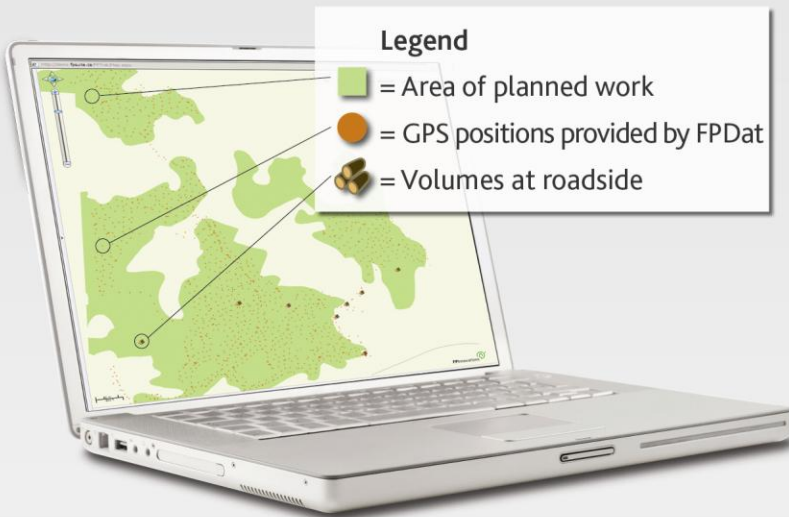 Legend
= Area of planned work
= GPS positions provided by FPDat
= Volumes at roadside